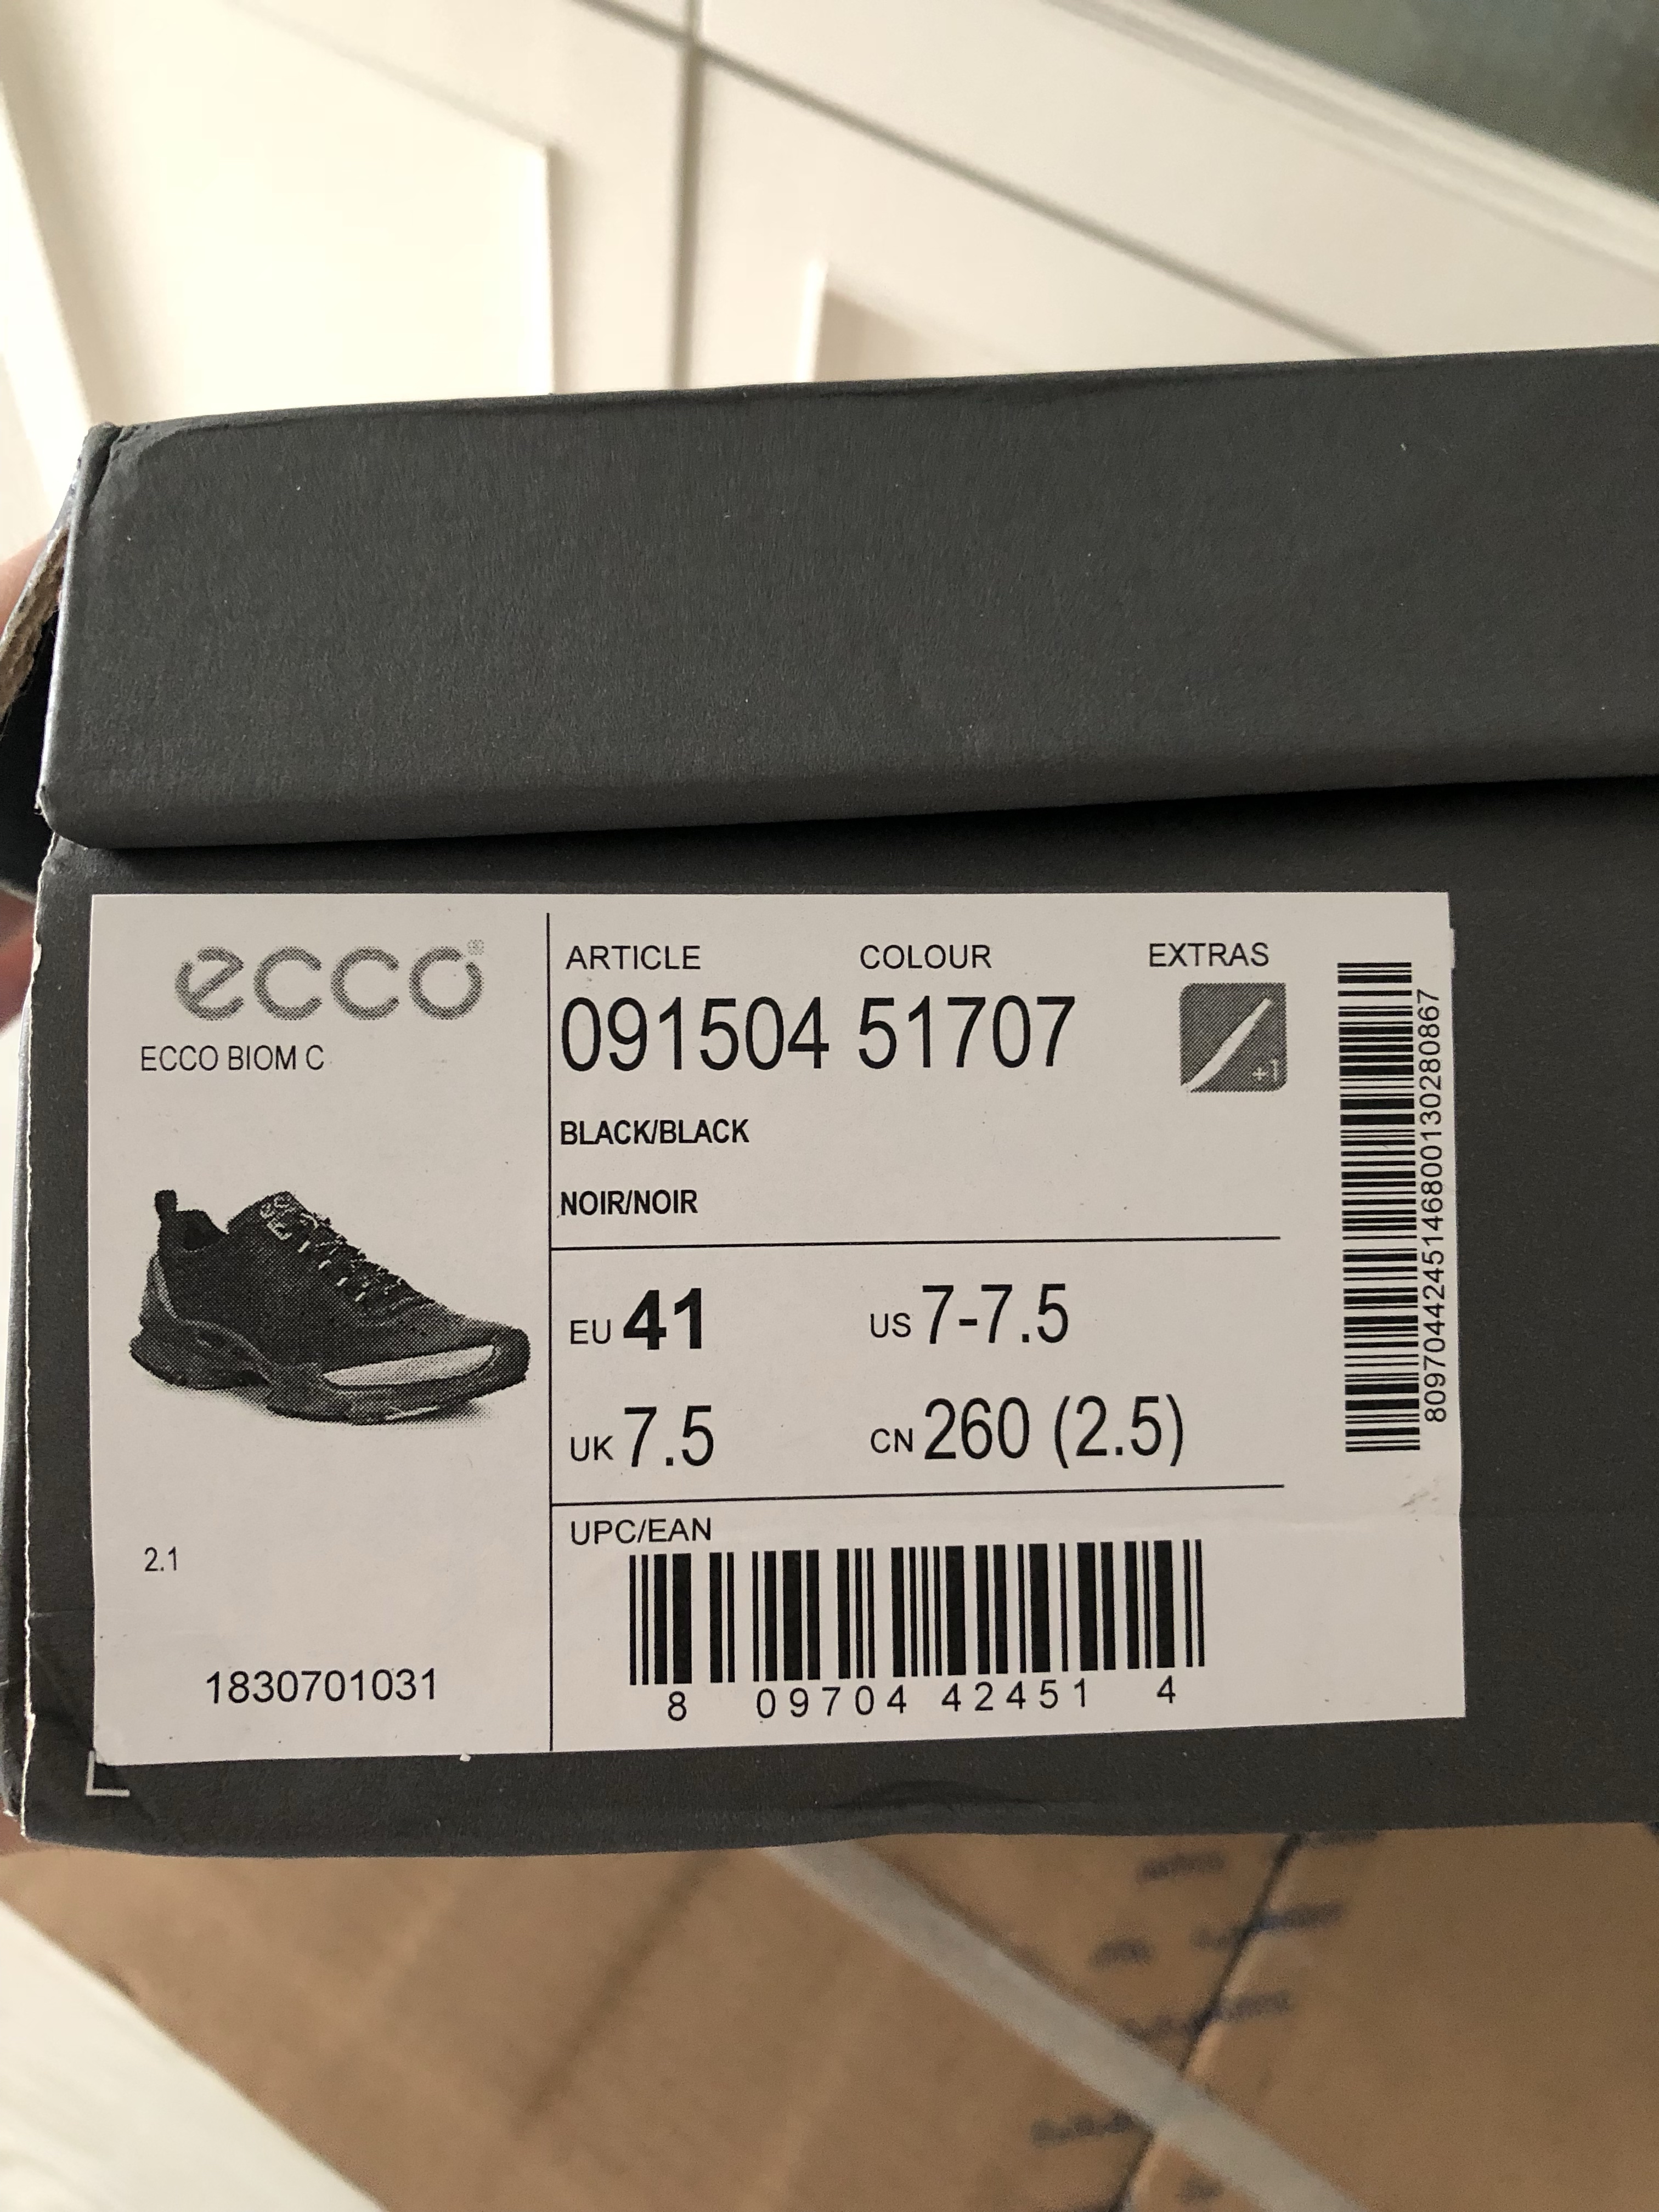 ecco®
ECCO BIOM C
2.1
1830701031
ARTICLE COLOUR EXTRAS
091504 51707
+1
BLACK/BLACK
NOIR/NOIR
EU 41 US 7-7.5
UK 7.5 CN 260 (2.5)
UPC/EAN
8 09704 42451 4
8097044245146800130280867